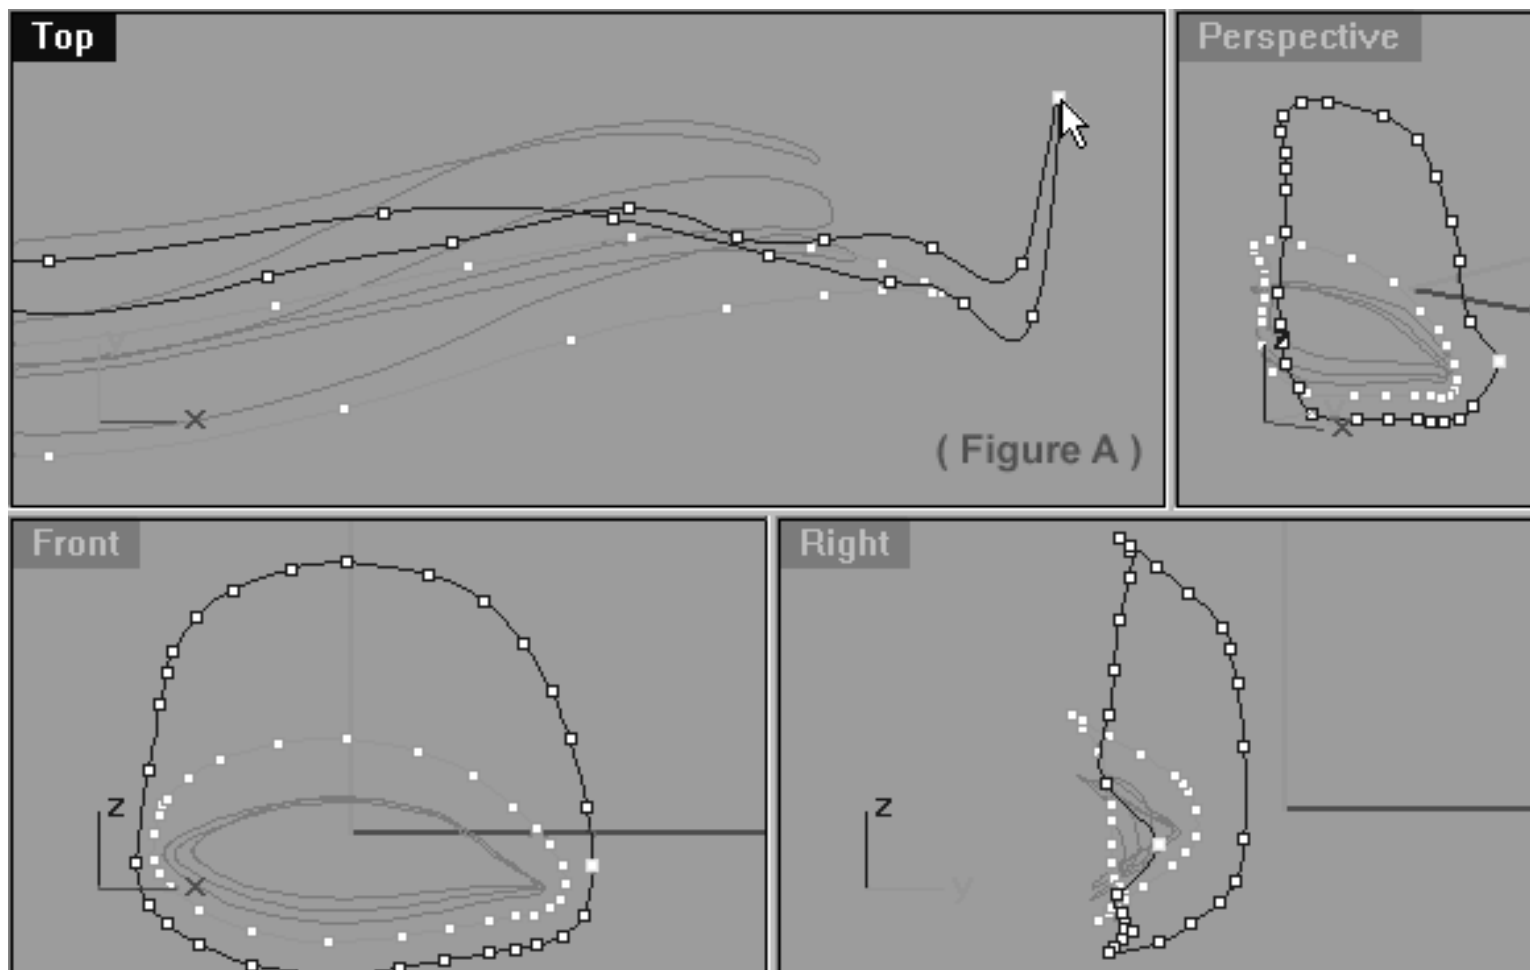 Top
Perspective
y
x
( Figure A )
y
x
Front
Right
z
z
x
y